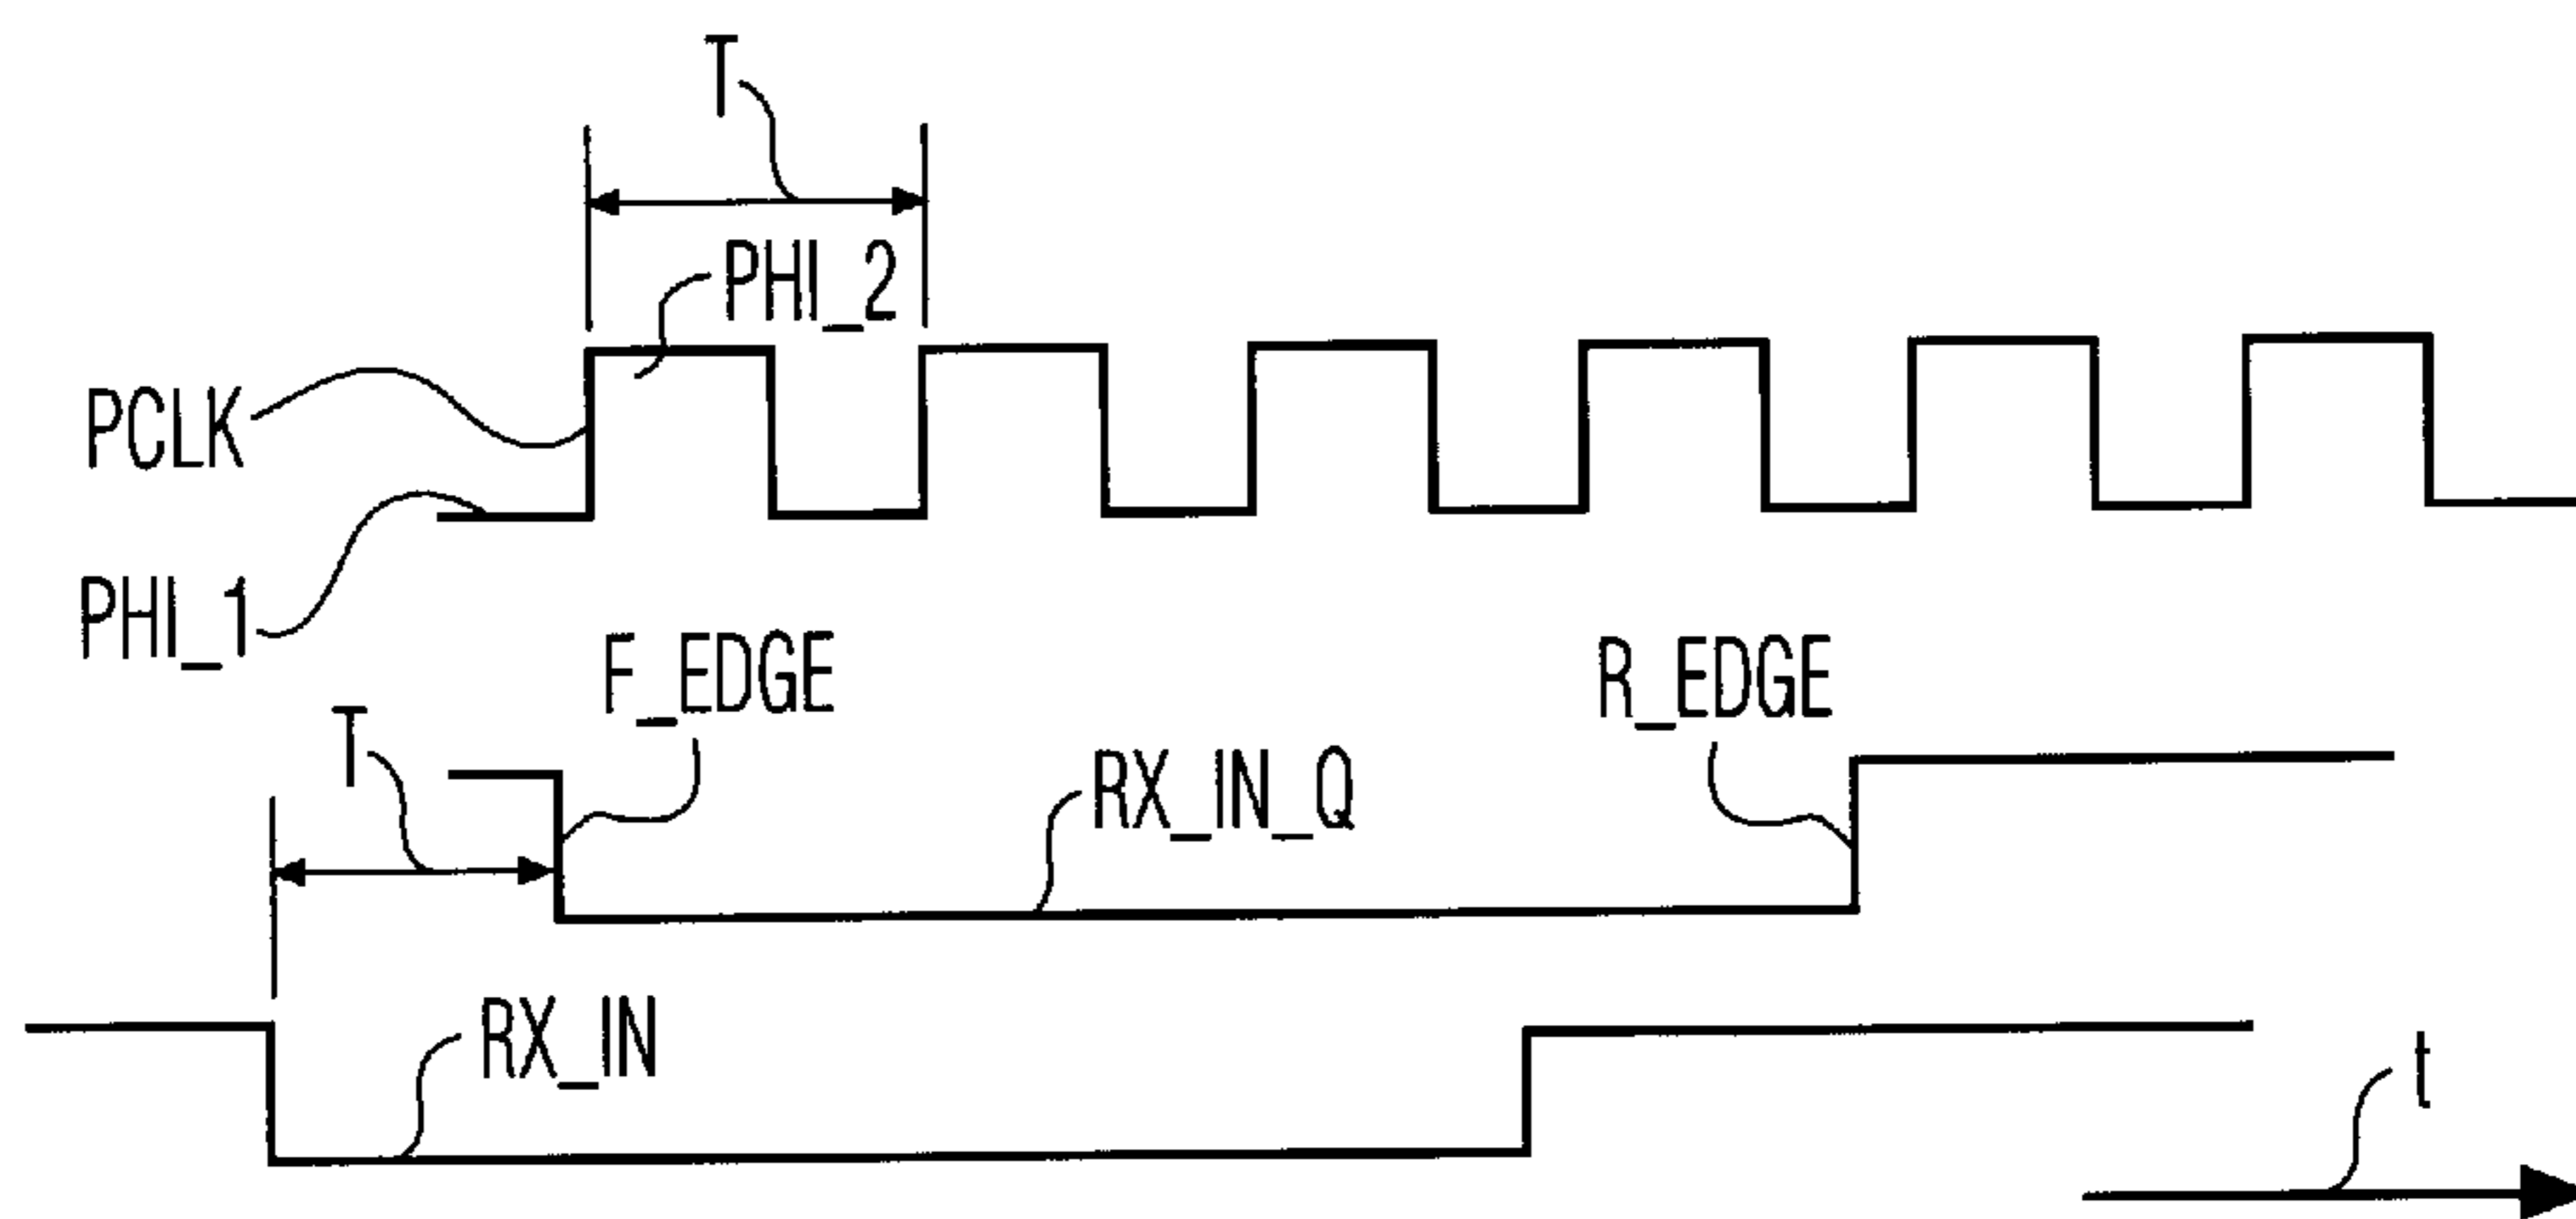 T
PHI_2
PCLK
PHI_1
F_EDGE
R_EDGE
T
RX_IN_Q
RX_IN
t